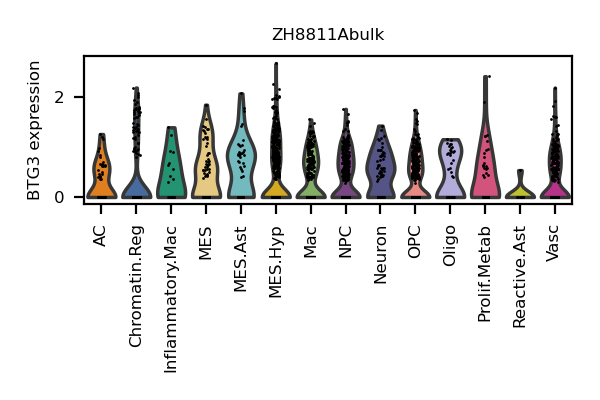 ZH8811Abulk
BTG3 expression
2
0
AC
Chromatin.Reg
Inflammatory.Mac
MES
MES.Ast
MES.Hyp
Mac
NPC
Neuron
OPC
Oligo
Prolif.Metab
Reactive.Ast
Vasc